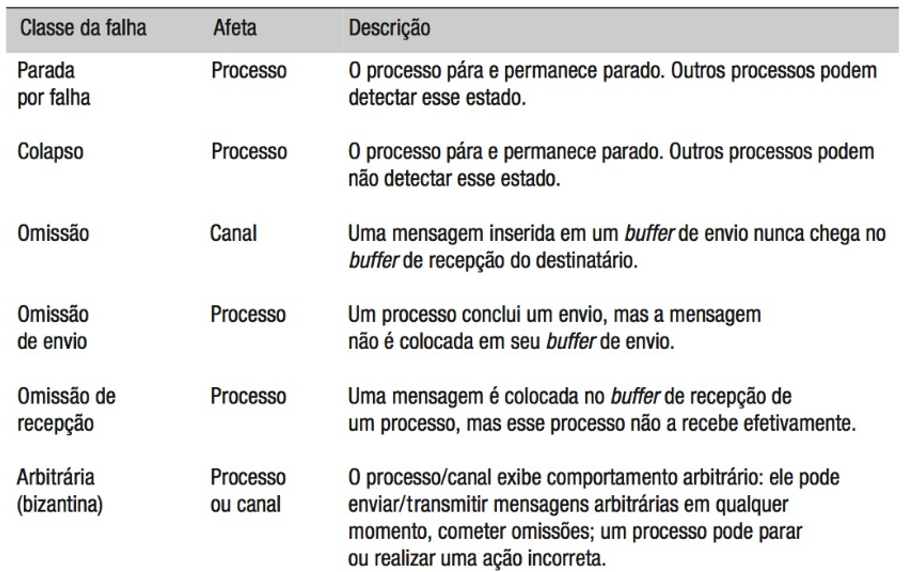 Classe da falha Afeta Descrição
Parada por falha Processo O processo pára e permanece parado. Outros processos podem
detectar esse estado.
Colapso Processo O processo pára e permanece parado. Outros processos podem
não detectar esse estado.
Omissão Canal Uma mensagem inserida em um buffer de envio nunca chega no
buffer de recepção do destinatário.
Omissão de envio Processo Um processo conclui um envio, mas a mensagem
não é colocada em seu buffer de envio.
Omissão de recepção Processo Uma mensagem é colocada no buffer de recepção de
um processo, mas esse processo não a recebe efetivamente.
Arbitrária (bizantina) Processo ou canal O processo/canal exibe comportamento arbitrário: ele pode
enviar/transmitir mensagens arbitrárias em qualquer
momento, cometer omissões; um processo pode parar
ou realizar uma ação incorreta.